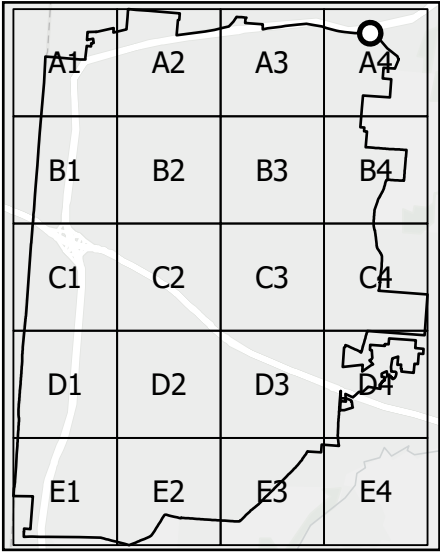 A1 A2 A3 A4
B1 B2 B3 B4
C1 C2 C3 C4
D1 D2 D3 D4
E1 E2 E3 E4